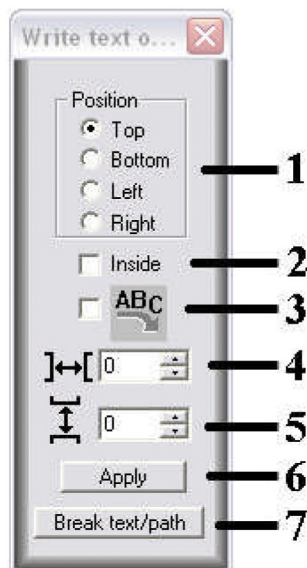 Write text o...
Position
Top
Bottom
Left
Right
1
Inside
2
ABC
3
0
4
0
5
Apply
6
Break text/path
7